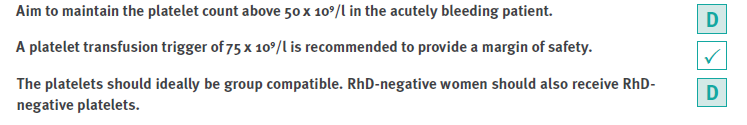 Aim to maintain the platelet count above 50 x 10⁹/l in the acutely bleeding patient.
D
A platelet transfusion trigger of 75 x 10⁹/l is recommended to provide a margin of safety.
✓
The platelets should ideally be group compatible. RhD-negative women should also receive RhD-
negative platelets.
D